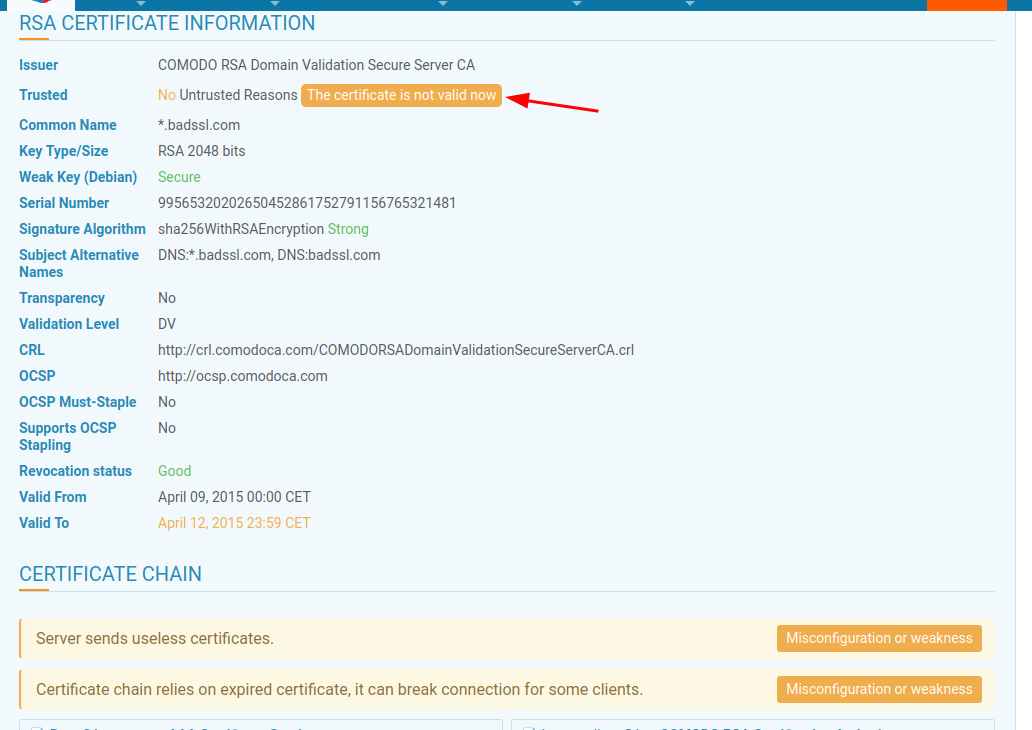 RSA CERTIFICATE INFORMATION
Issuer COMODO RSA Domain Validation Secure Server CA
Trusted No Untrusted Reasons The certificate is not valid now
Common Name *.badssl.com
Key Type/Size RSA 2048 bits
Weak Key (Debian) Secure
Serial Number 99565320202650452861752791156765321481
Signature Algorithm sha256WithRSAEncryption Strong
Subject Alternative Names DNS:*.badssl.com, DNS:badssl.com
Transparency No
Validation Level DV
CRL http://crl.comodoca.com/COMODORSADomainValidationSecureServerCA.crl
OCSP http://ocsp.comodoca.com
OCSP Must-Staple No
Supports OCSP Stapling No
Revocation status Good
Valid From April 09, 2015 00:00 CET
Valid To April 12, 2015 23:59 CET
CERTIFICATE CHAIN
Server sends useless certificates. Misconfiguration or weakness
Certificate chain relies on expired certificate, it can break connection for some clients. Misconfiguration or weakness